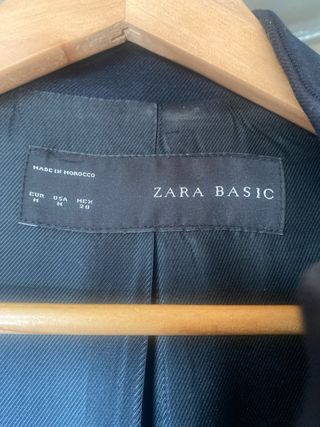 MADE IN MOROCCO
ZARA BASIC
EUR USA MEX
M M 28